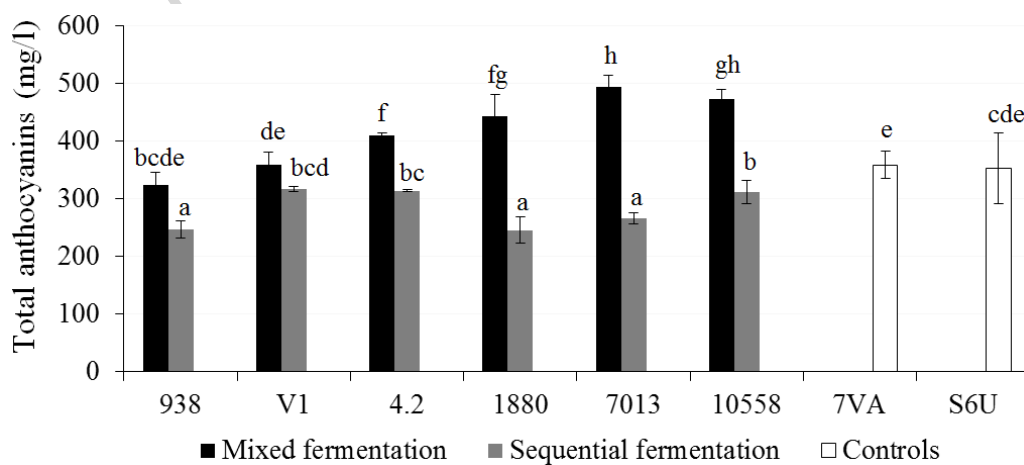 Total anthocyanins (mg/l)
600
500
400
300
200
100
0
bcde
a
de
bcd
f
bc
fg
a
h
a
gh
b
e
cde
938 V1 4.2 1880 7013 10558 7VA S6U
Mixed fermentation Sequential fermentation Controls